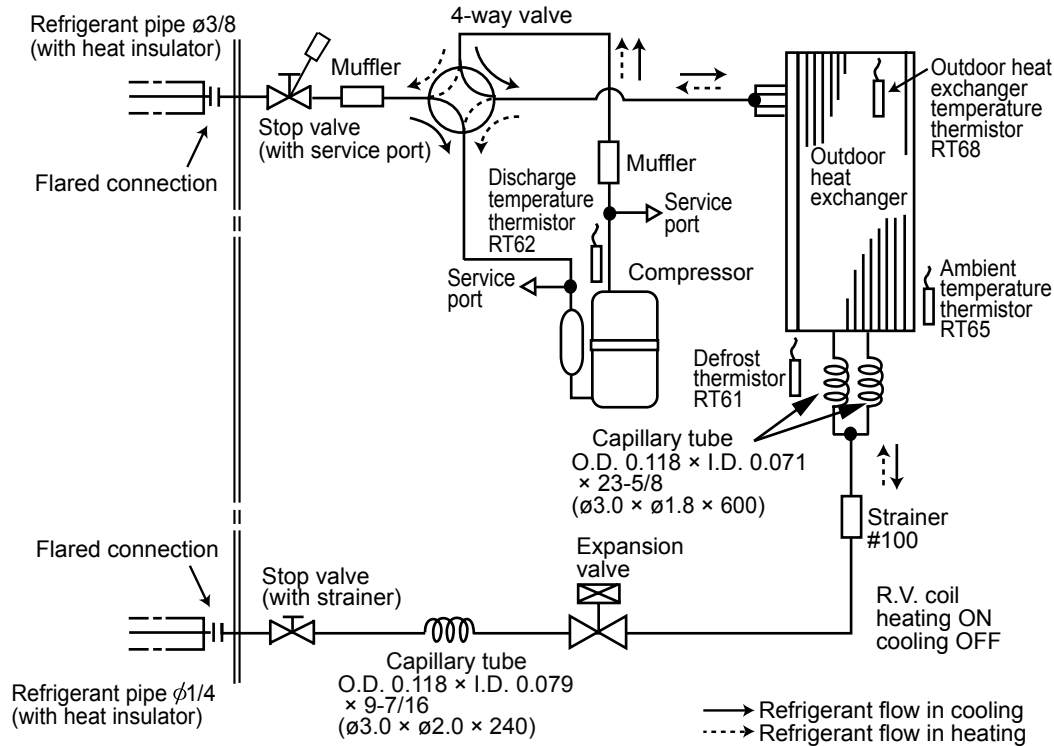 4-way valve
Refrigerant pipe ø3/8
(with heat insulator)
Muffler
Stop valve
(with service port)
Flared connection
Outdoor heat
exchanger
temperature
thermistor
RT68
Outdoor
heat
exchanger
Muffler
Discharge
temperature
thermistor
RT62
Service
port
Service
port
Compressor
Ambient
temperature
thermistor
RT65
Defrost
thermistor
RT61
Capillary tube
O.D. 0.118 × I.D. 0.071
× 23-5/8
(ø3.0 × ø1.8 × 600)
Strainer
#100
Flared connection
Stop valve
(with strainer)
Expansion
valve
R.V. coil
heating ON
cooling OFF
Capillary tube
O.D. 0.118 × I.D. 0.079
× 9-7/16
(ø3.0 × ø2.0 × 240)
Refrigerant pipe ϕ1/4
(with heat insulator)
Refrigerant flow in cooling
Refrigerant flow in heating